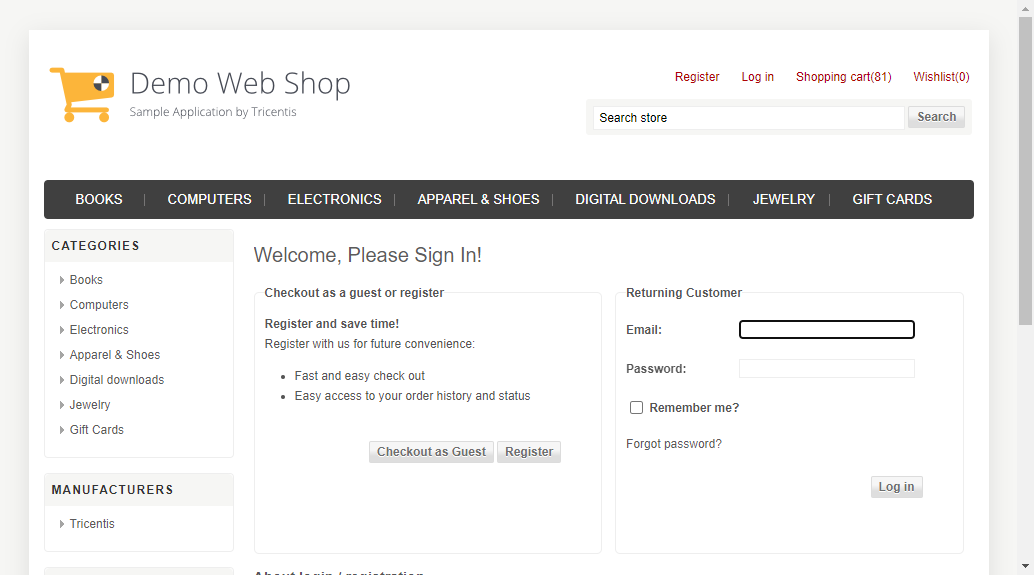 Demo Web Shop
Sample Application by Tricentis
Register Log in Shopping cart(81) Wishlist(0)
Search store Search
BOOKS COMPUTERS ELECTRONICS APPAREL & SHOES DIGITAL DOWNLOADS JEWELRY GIFT CARDS
CATEGORIES
Books
Computers
Electronics
Apparel & Shoes
Digital downloads
Jewelry
Gift Cards
MANUFACTURERS
Tricentis
Welcome, Please Sign In!
Checkout as a guest or register
Register and save time!
Register with us for future convenience:
Fast and easy check out
Easy access to your order history and status
Checkout as Guest Register
Returning Customer
Email:
Password:
Remember me?
Forgot password?
Log in
About login / registration